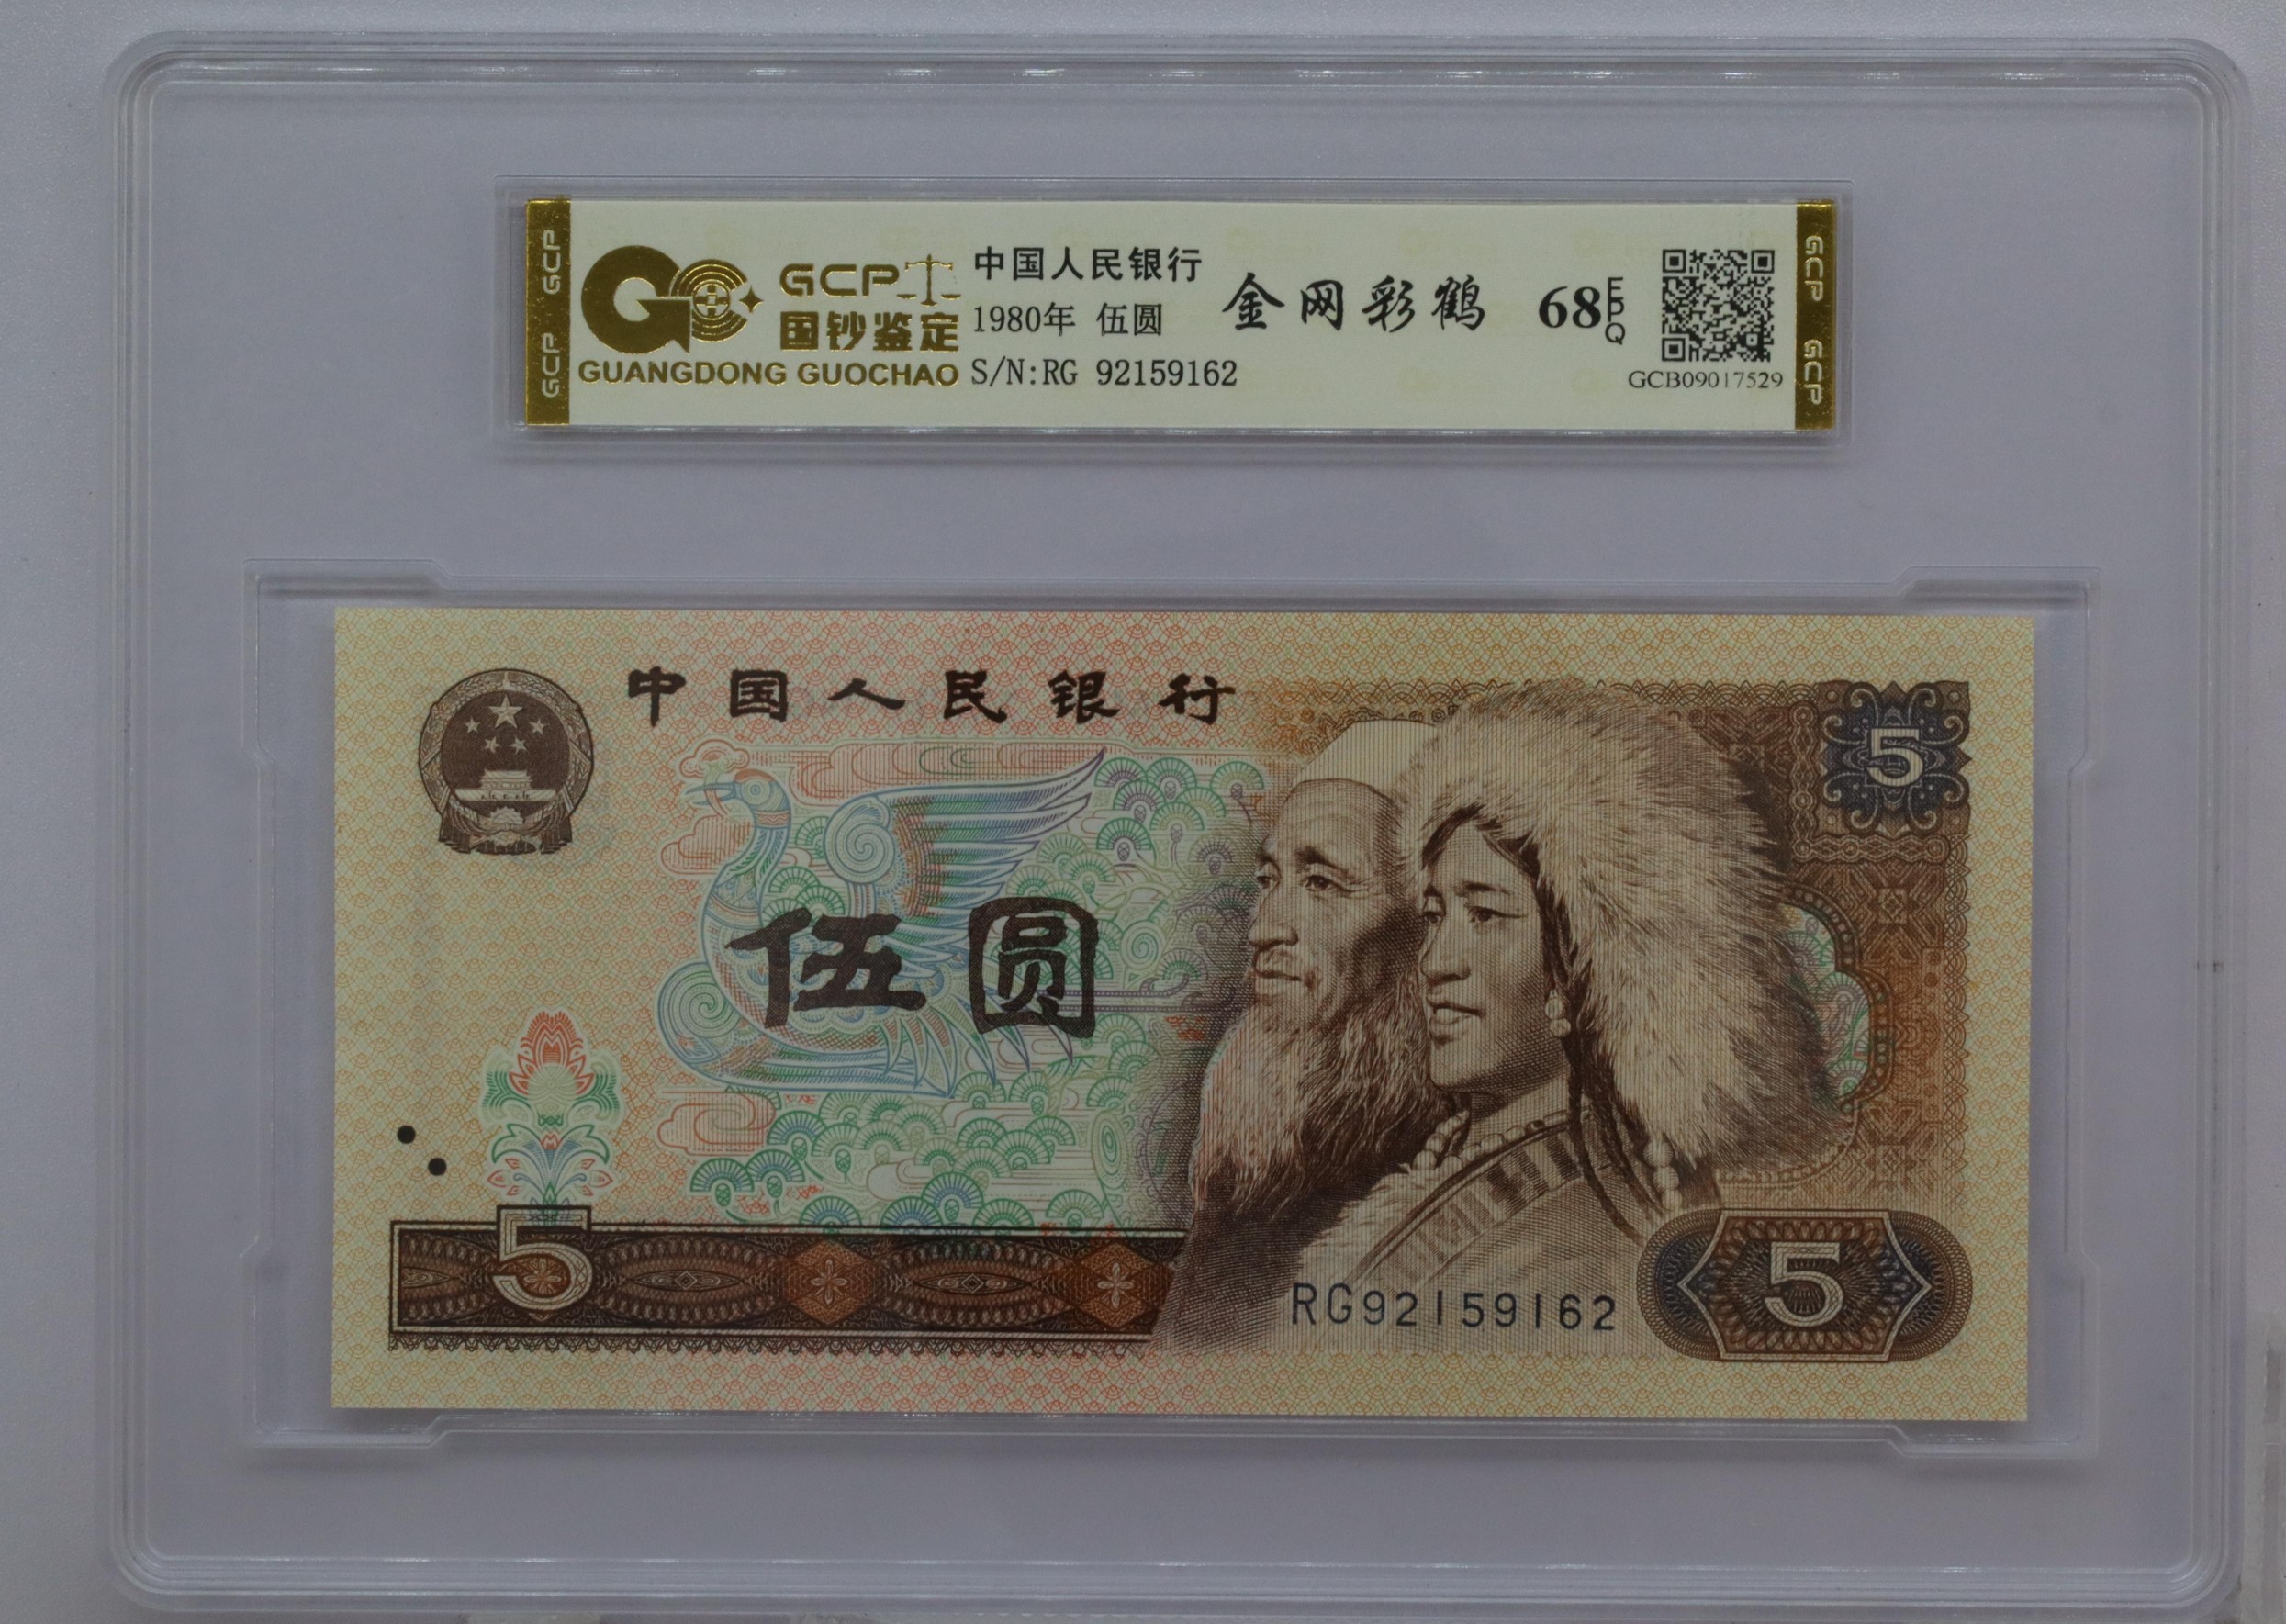 GCP GCP
GCP
国钞鉴定
GUANGDONG GUOCHAO
中国人民银行
1980年 伍圆
S/N:RG 92159162
金网彩鹤
68 EPQ
GCB09017529
GCP GCP
中国人民银行
5
伍圆
5
RG92159162
5